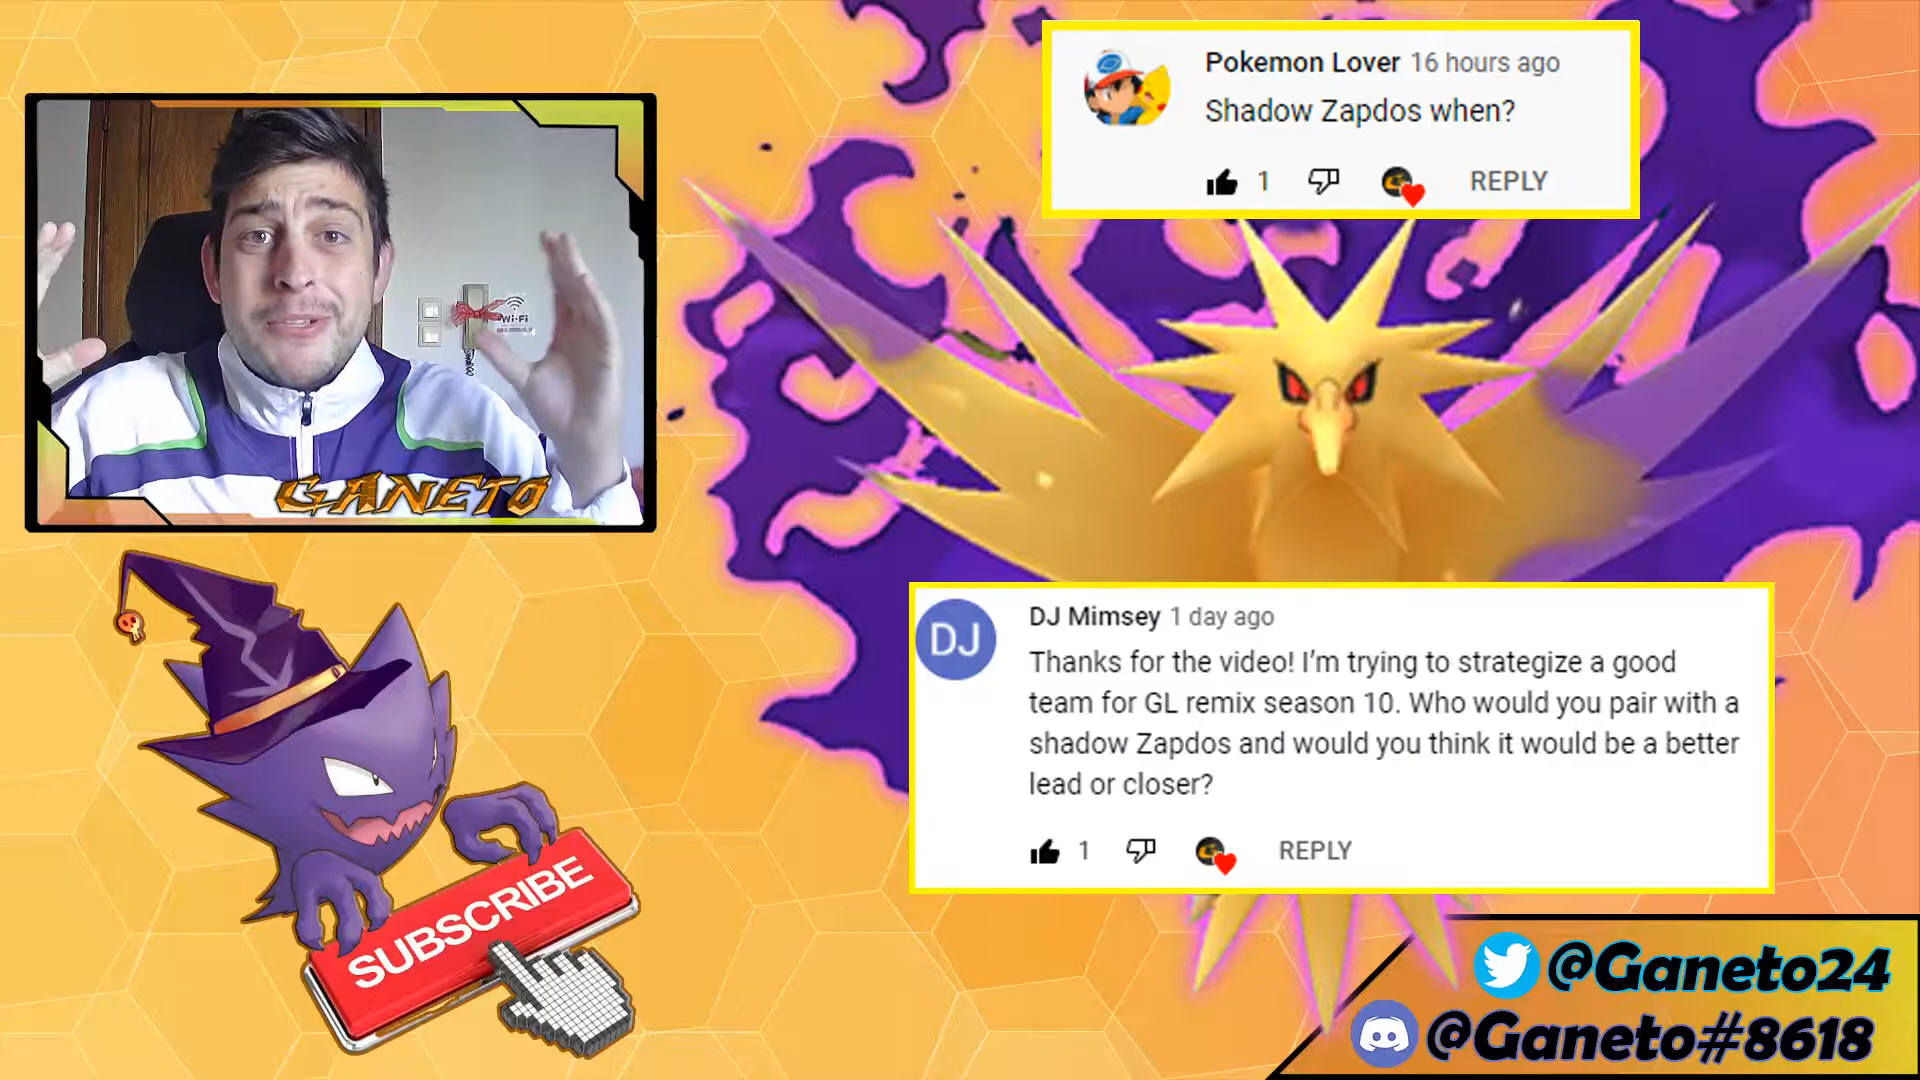 Pokemon Lover 16 hours ago
Shadow Zapdos when?
1 REPLY
Wi-Fi
GANETO
DJ
DJ Mimsey 1 day ago
Thanks for the video! I'm trying to strategize a good
team for GL remix season 10. Who would you pair with a
shadow Zapdos and would you think it would be a better
lead or closer?
1 REPLY
SUBSCRIBE
@Ganeto24
@Ganeto#8618